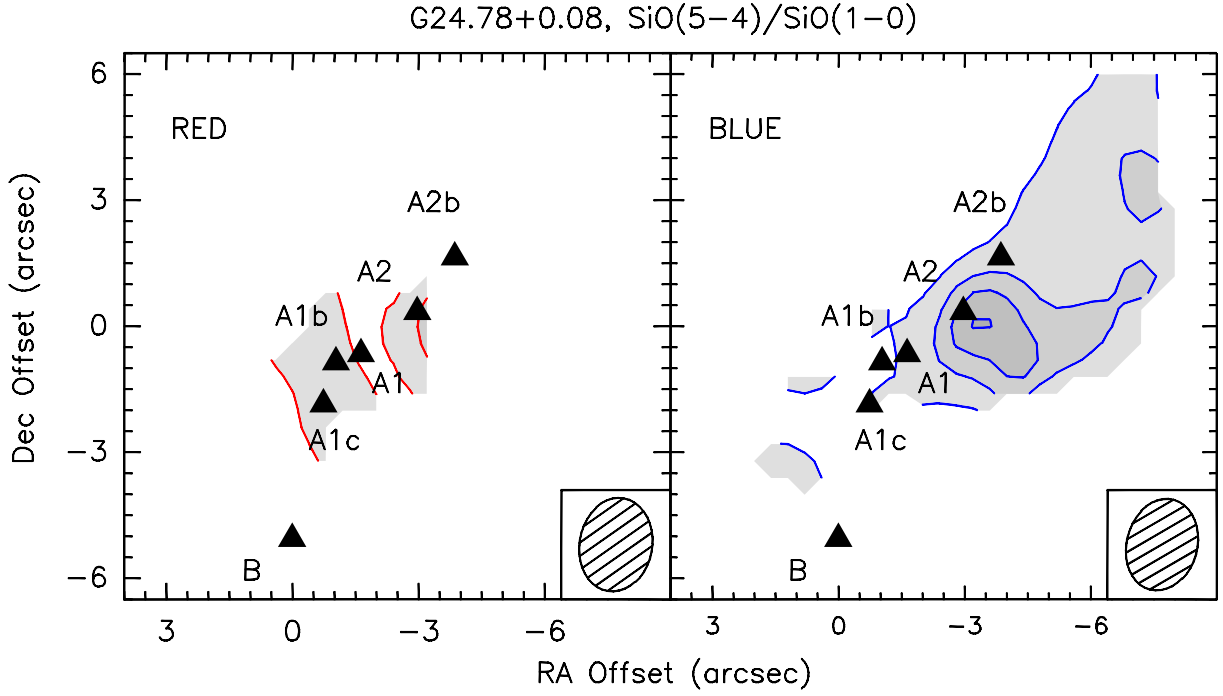 G24.78+0.08, SiO(5−4)/SiO(1−0)
RED
BLUE
6
3
0
−3
−6
Dec Offset (arcsec)
A2b
A2
A1b
A1
A1c
B
A2b
A2
A1b
A1
A1c
B
3 0 −3 −6
3 0 −3 −6
RA Offset (arcsec)